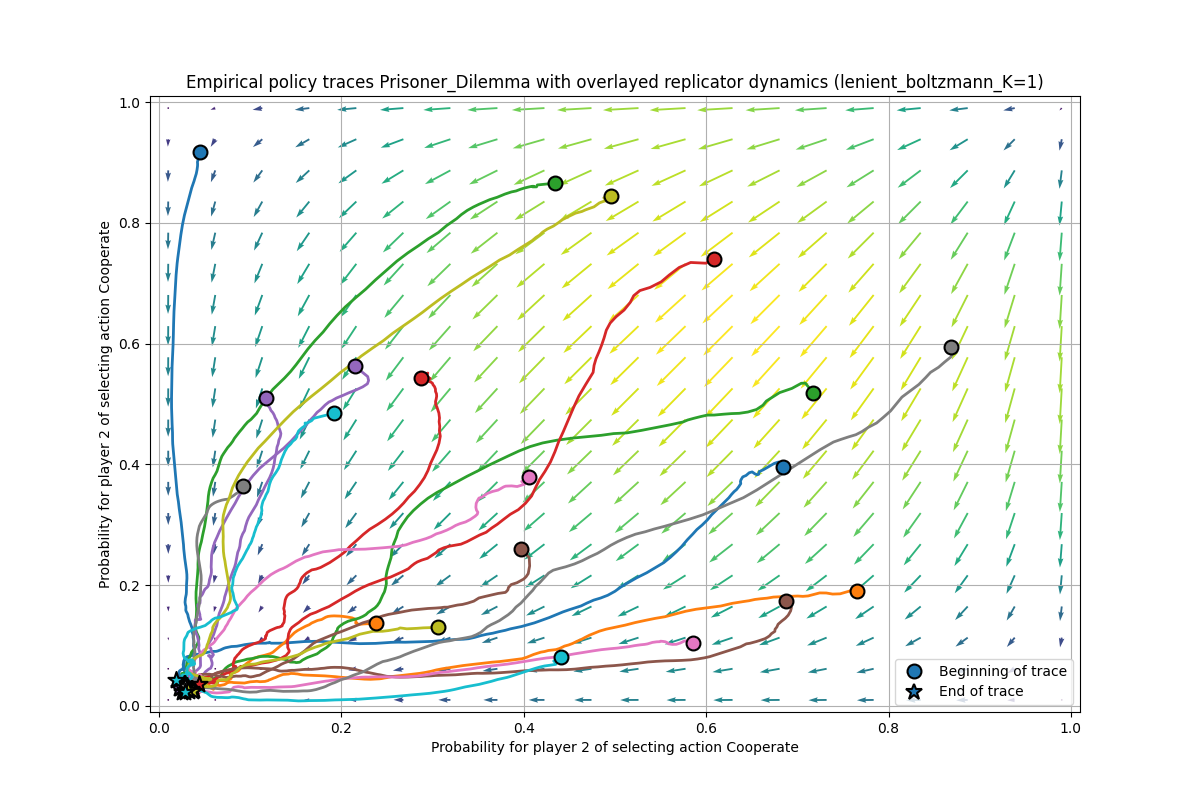 Empirical policy traces Prisoner_Dilemma with overlayed replicator dynamics (lenient_boltzmann_K=1)
Probability for player 2 of selecting action Cooperate
1.0
0.8
0.6
0.4
0.2
0.0
0.0 0.2 0.4 0.6 0.8 1.0
Probability for player 2 of selecting action Cooperate
Beginning of trace
End of trace